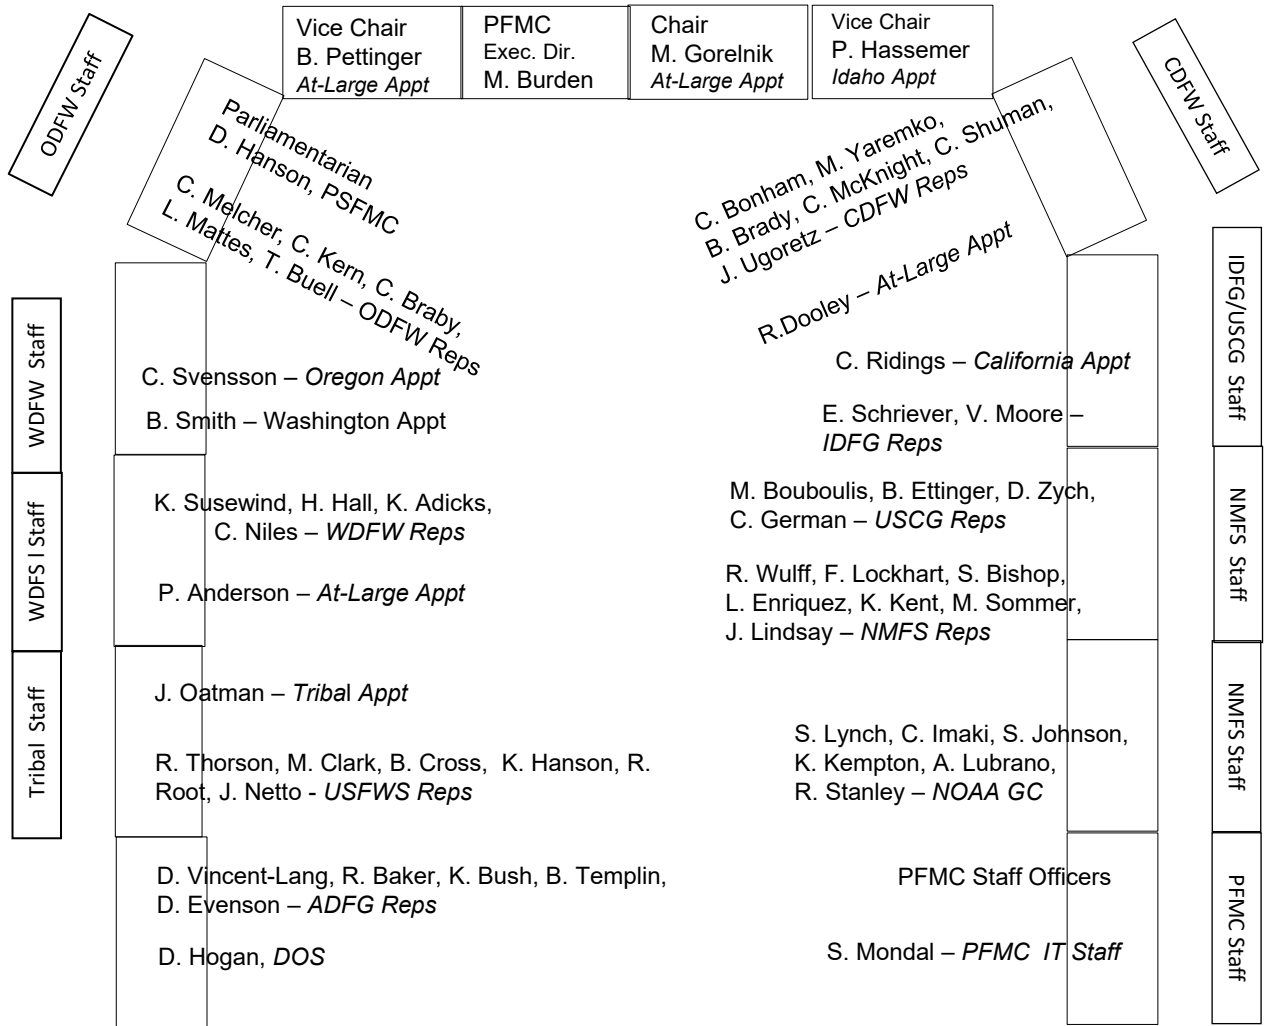 Vice Chair
B. Pettinger
At-Large Appt
PFMC
Exec. Dir.
M. Burden
Chair
M. Gorelnik
At-Large Appt
Vice Chair
P. Hassemer
Idaho Appt
ODFW Staff
CDFW Staff
Parliamentarian
D. Hanson, PSFMC
C. Melcher, C. Kern, C. Braby,
L. Mattes, T. Buell – ODFW Reps
C. Bonham, M. Yaremko,
B. Brady, C. McKnight, C. Shuman,
J. Ugoretz – CDFW Reps
R.Dooley – At-Large Appt
WDFW Staff
WDFS l Staff
Tribal Staff
C. Svensson – Oregon Appt
B. Smith – Washington Appt
K. Susewind, H. Hall, K. Adicks,
C. Niles – WDFW Reps
P. Anderson – At-Large Appt
J. Oatman – Tribal Appt
R. Thorson, M. Clark, B. Cross, K. Hanson, R.
Root, J. Netto - USFWS Reps
D. Vincent-Lang, R. Baker, K. Bush, B. Templin,
D. Evenson – ADFG Reps
D. Hogan, DOS
C. Ridings – California Appt
E. Schriever, V. Moore –
IDFG Reps
M. Bouboulis, B. Ettinger, D. Zych,
C. German – USCG Reps
R. Wulff, F. Lockhart, S. Bishop,
L. Enriquez, K. Kent, M. Sommer,
J. Lindsay – NMFS Reps
S. Lynch, C. Imaki, S. Johnson,
K. Kempton, A. Lubrano,
R. Stanley – NOAA GC
PFMC Staff Officers
S. Mondal – PFMC IT Staff
IDFG/USCG Staff
NMFS Staff
NMFS Staff
PFMC Staff